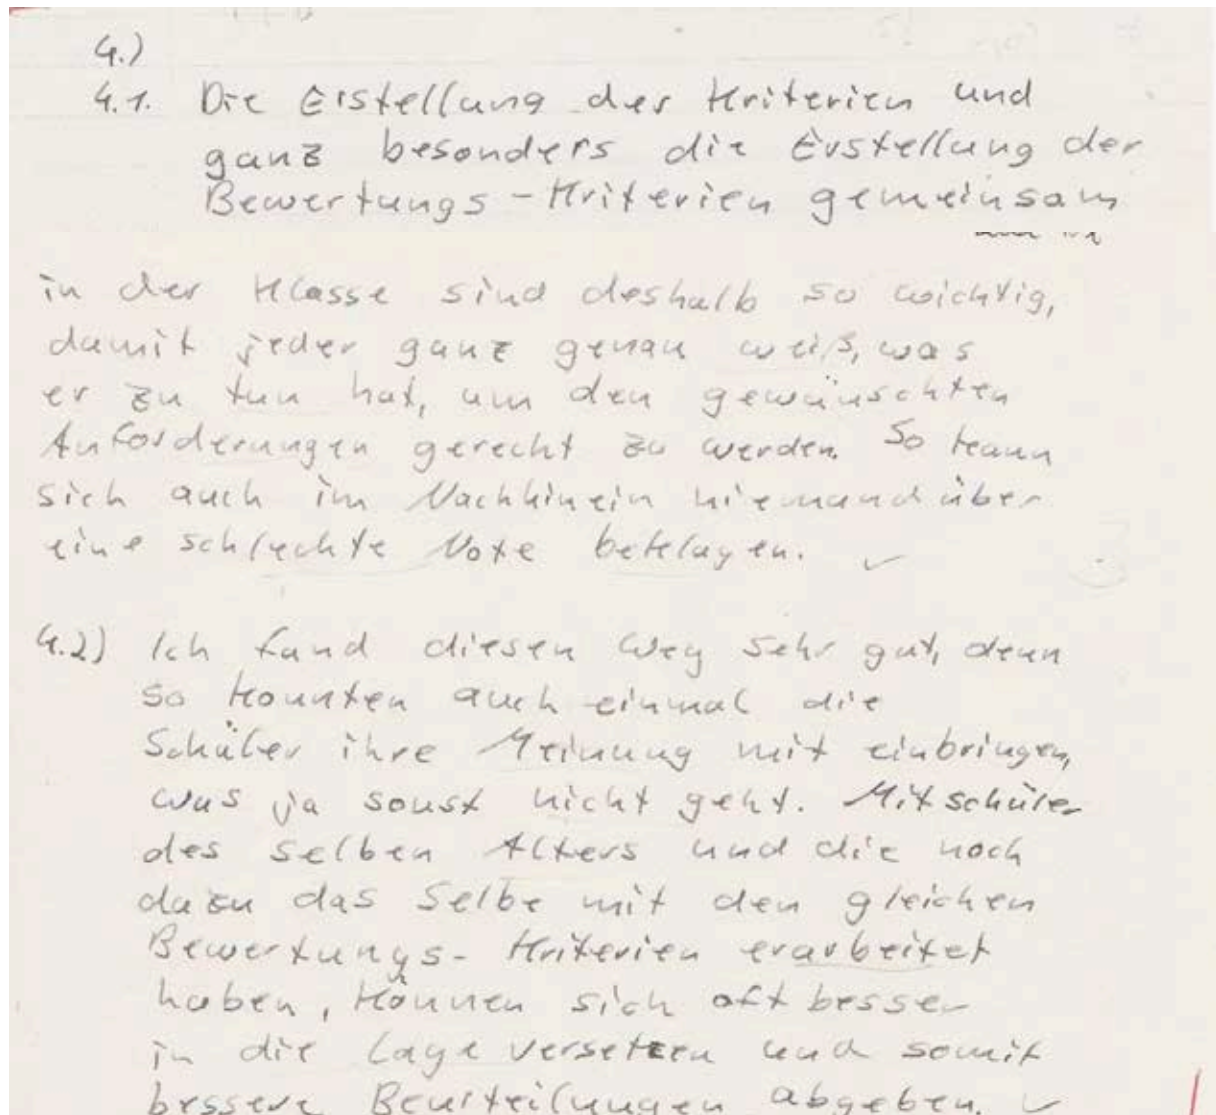 4.)
4.1. Die Erstellung der Kriterien und
ganz besonders die Erstellung der
Bewertungs-Kriterien gemeinsam
in der Klasse sind deshalb so wichtig,
damit jeder ganz genau weiß, was
er zu tun hat, um den gewünschten
Anforderungen gerecht zu werden. So kann
sich auch im Nachhinein niemand über
eine schlechte Note beklagen. ✓
4.2) Ich fand diesen Weg sehr gut, denn
so konnten auch einmal die
Schüler ihre Meinung mit einbringen,
was ja sonst nicht geht. Mitschüler
des selben Alters und die noch
dazu das Selbe mit den gleichen
Bewertungs-Kriterien erarbeitet
haben, können sich oft besser
in die Lage versetzen und somit
bessere Beurteilungen abgeben. ✓